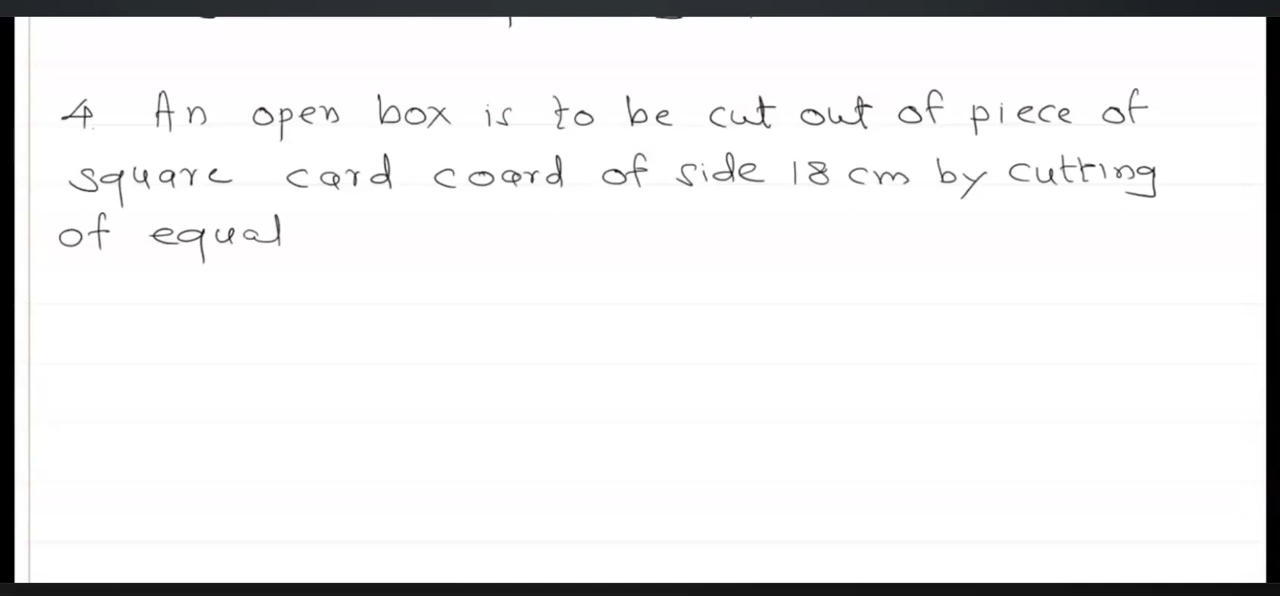 4. An open box is to be cut out of piece of
square card coard of side 18 cm by cutting
of equal